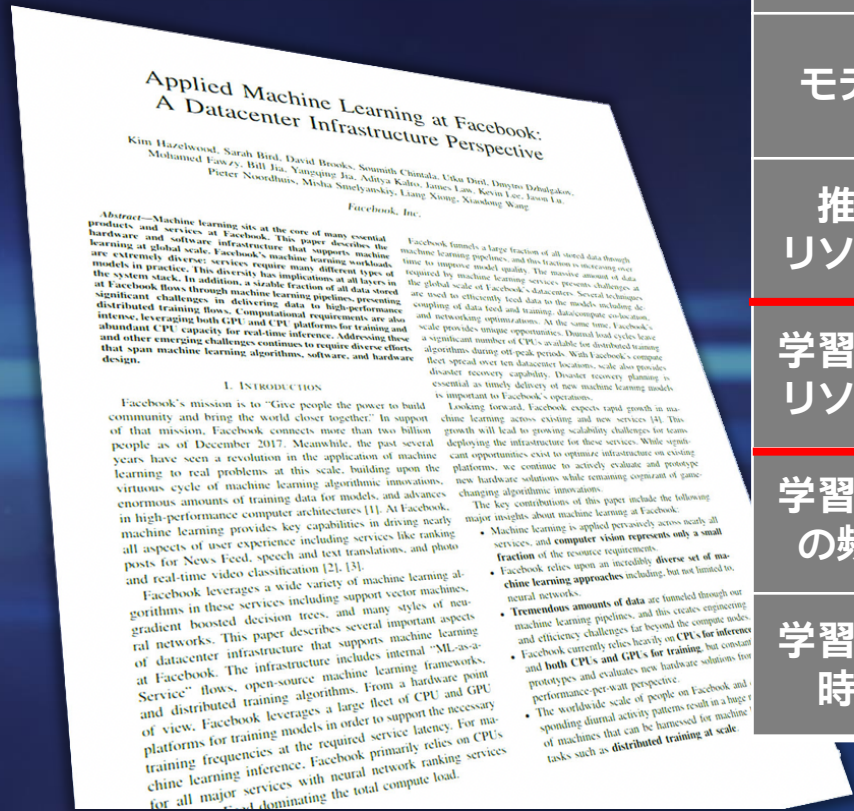 Applied Machine Learning at Facebook:
A Datacenter Infrastructure Perspective
Kim Hazelwood, Sarah Bird, David Brooks, Soumith Chintala, Utku Diril, Dmytro Dzhulgakov,
Mohamed Fawzy, Bill Jia, Yangqing Jia, Aditya Kalro, James Law, Kevin Lee, Jason Lu,
Pieter Noordhuis, Misha Smelyanskiy, Liang Xiong, Xiaodong Wang
Facebook, Inc.
Abstract—Machine learning sits at the core of many essential
products and services at Facebook. This paper describes the
hardware and software infrastructure that supports machine
learning at global scale. Facebook's machine learning workloads
are extremely diverse: services require many different types of
models in practice. This diversity has implications at all layers in
the system stack. In addition, a sizable fraction of all data stored
at Facebook flows through machine learning pipelines, presenting
significant challenges in delivering data to high-performance
distributed training flows. Computational requirements are also
intense, leveraging both GPU and CPU platforms for training and
abundant CPU capacity for real-time inference. Addressing these
and other emerging challenges continues to require diverse efforts
that span machine learning algorithms, software, and hardware
design.
I. INTRODUCTION
Facebook's mission is to "Give people the power to build
community and bring the world closer together." In support
of that mission, Facebook connects more than two billion
people as of December 2017. Meanwhile, the past several
years have seen a revolution in the application of machine
learning to real problems at this scale, building upon the
virtuous cycle of machine learning algorithmic innovations,
enormous amounts of training data for models, and advances
in high-performance computer architectures [1]. At Facebook,
machine learning provides key capabilities in driving nearly
all aspects of user experience including services like ranking
posts for News Feed, speech and text translations, and photo
and real-time video classification [2], [3].
Facebook leverages a wide variety of machine learning al-
gorithms in these services including support vector machines,
gradient boosted decision trees, and many styles of neu-
ral networks. This paper describes several important aspects
of datacenter infrastructure that supports machine learning
at Facebook. The infrastructure includes internal "ML-as-a-
Service" flows, open-source machine learning frameworks,
and distributed training algorithms. From a hardware point
of view, Facebook leverages a large fleet of CPU and GPU
platforms for training models in order to support the necessary
training frequencies at the required service latency. For ma-
chine learning inference, Facebook primarily relies on CPUs
for all major services with neural network ranking services
dominating the total compute load.
Facebook funnels a large fraction of all stored data through
machine learning pipelines, and this fraction is increasing over
time to improve model quality. The massive amount of data
required by machine learning services presents challenges at
the global scale of Facebook's datacenters. Several techniques
are used to efficiently feed data to the models including de-
coupling of data feed and training, data/compute co-location,
and networking optimizations. At the same time, Facebook's
scale provides unique opportunities. Diurnal load cycles leave
a significant number of CPUs available for distributed training
algorithms during off-peak periods. With Facebook's compute
fleet spread over ten datacenter locations, scale also provides
disaster recovery capability. Disaster recovery planning is
essential as timely delivery of new machine learning models
is important to Facebook's operations.
Looking forward, Facebook expects rapid growth in ma-
chine learning across existing and new services [4]. This
growth will lead to growing scalability challenges for teams
deploying the infrastructure for these services. While signifi-
cant opportunities exist to optimize infrastructure on existing
platforms, we continue to actively evaluate and prototype
new hardware solutions while remaining cognizant of game-
changing algorithmic innovations.
The key contributions of this paper include the following
major insights about machine learning at Facebook:
• Machine learning is applied pervasively across nearly all
services, and computer vision represents only a small
fraction of the resource requirements.
• Facebook relies upon an incredibly diverse set of ma-
chine learning approaches including, but not limited to,
neural networks.
• Tremendous amounts of data are funneled through our
machine learning pipelines, and this creates engineering
and efficiency challenges far beyond the compute nodes.
• Facebook currently relies heavily on CPUs for inference
and both CPUs and GPUs for training, but constant
prototypes and evaluates new hardware solutions from
performance-per-watt perspective.
• The worldwide scale of people on Facebook and
sponding diurnal activity patterns result in a huge
of machines that can be harnessed for machine
tasks such as distributed training at scale.
モデ
推
リソ
学習
リソ
学習
の頻
学習
時